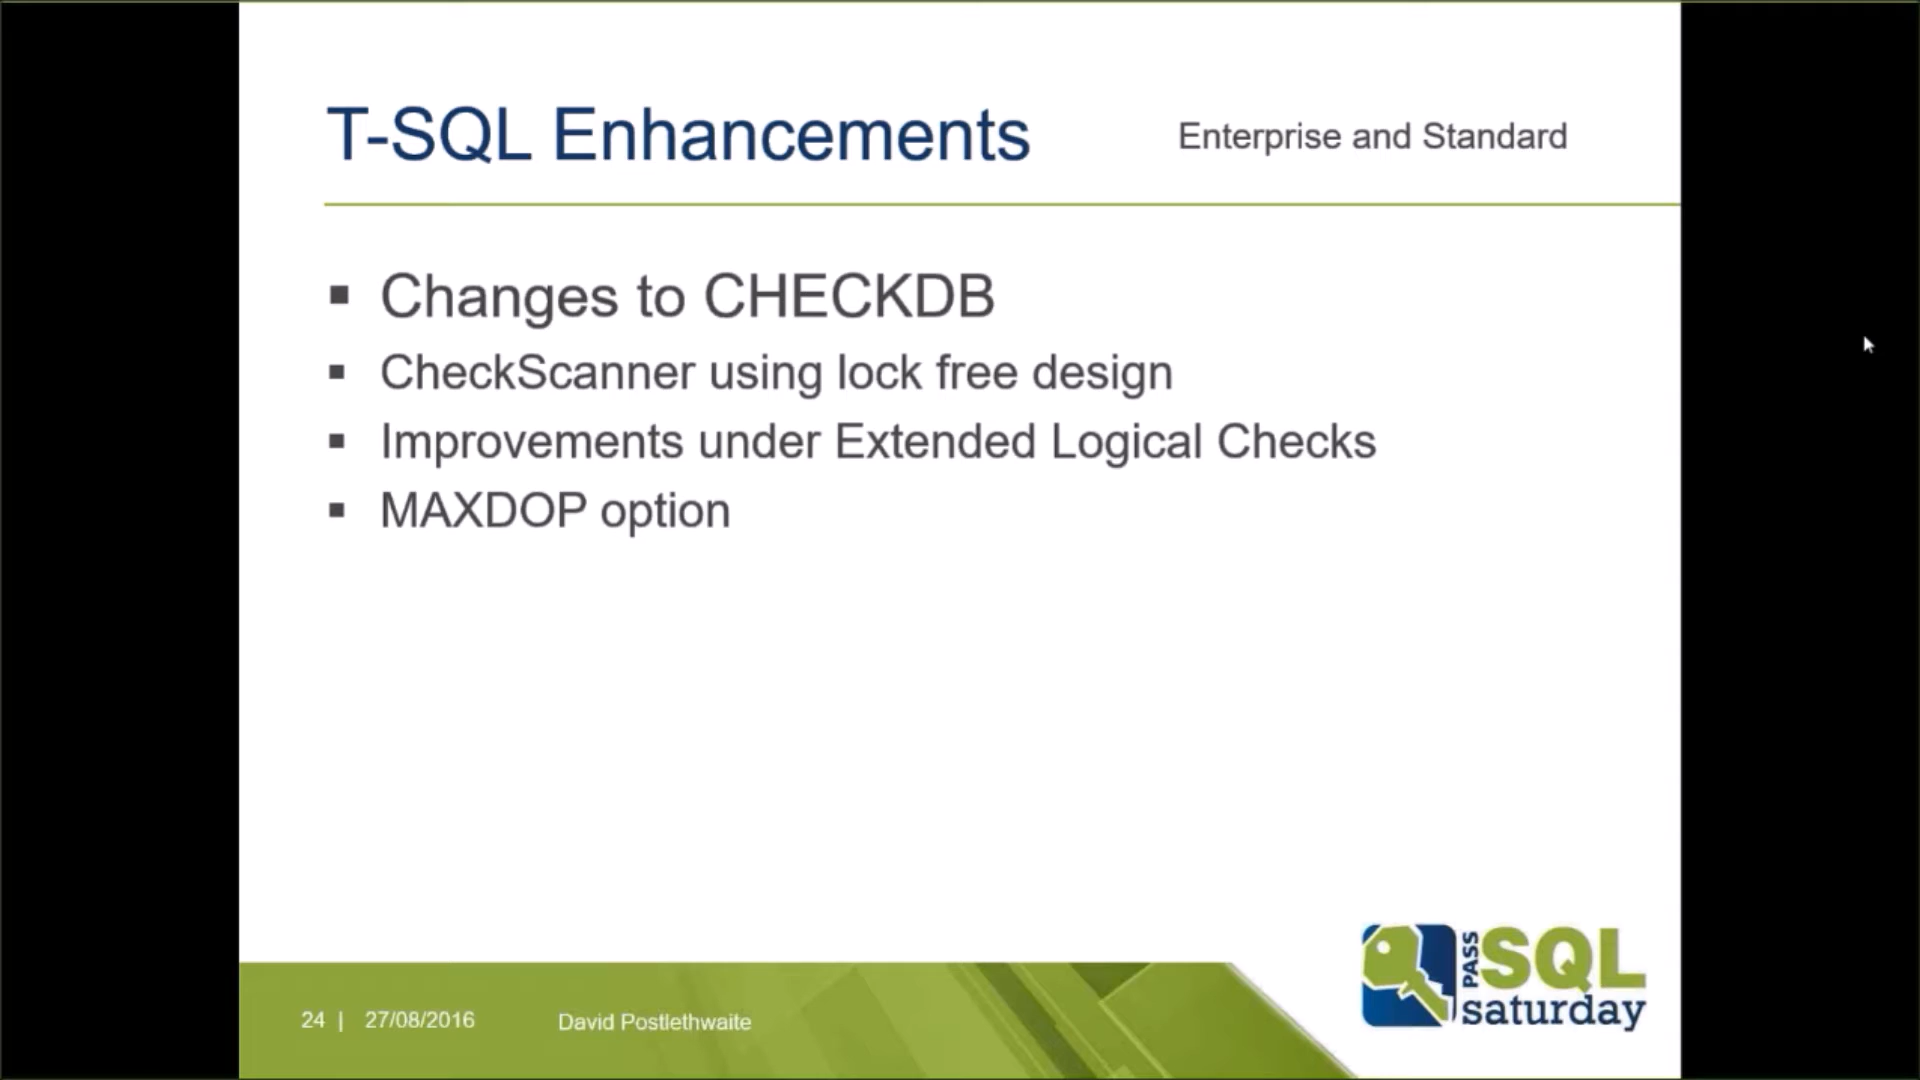 T-SQL Enhancements
Enterprise and Standard
Changes to CHECKDB
CheckScanner using lock free design
Improvements under Extended Logical Checks
MAXDOP option
24 | 27/08/2016 David Postlethwaite
PASS
SQL
saturday